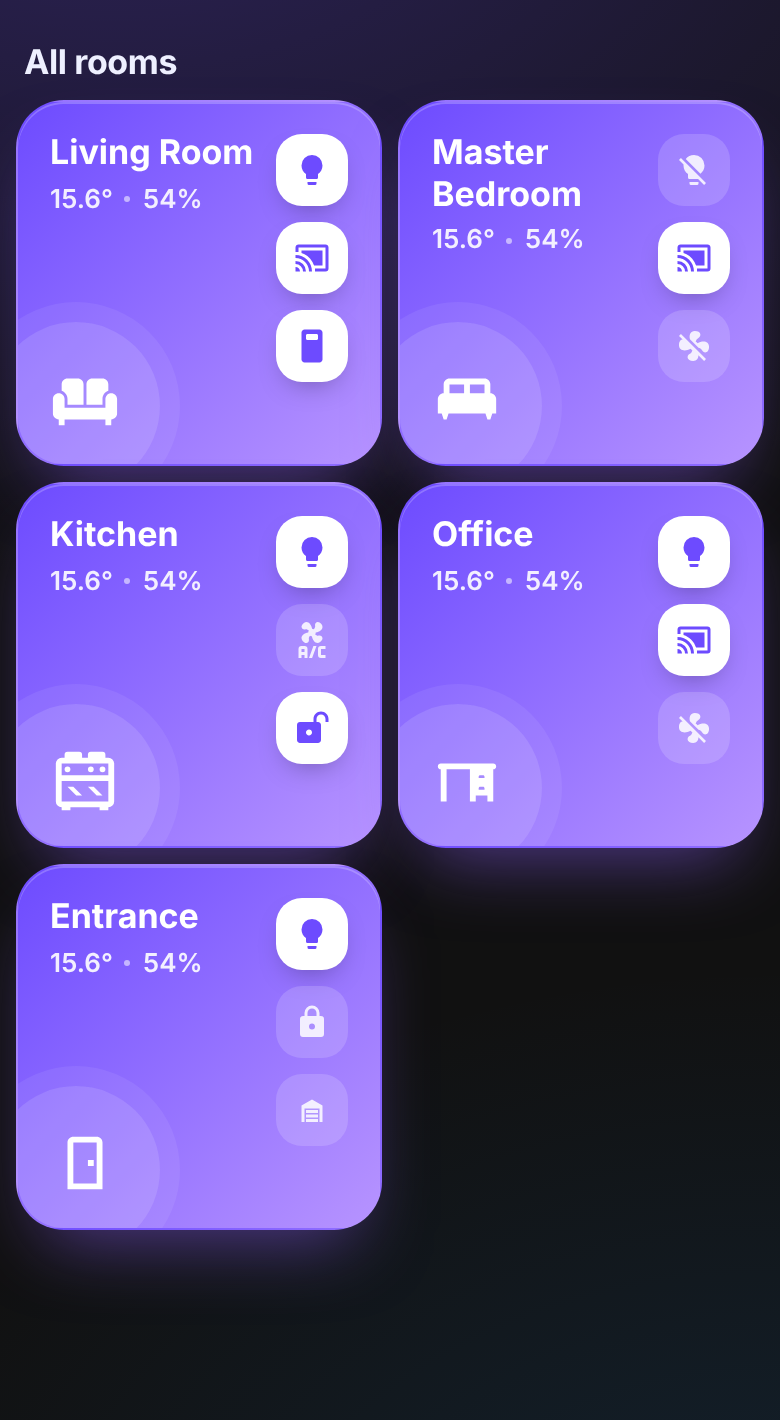 All rooms
Living Room
15.6° • 54%
Master
Bedroom
15.6° • 54%
Kitchen
15.6° • 54%
A/C
Office
15.6° • 54%
Entrance
15.6° • 54%